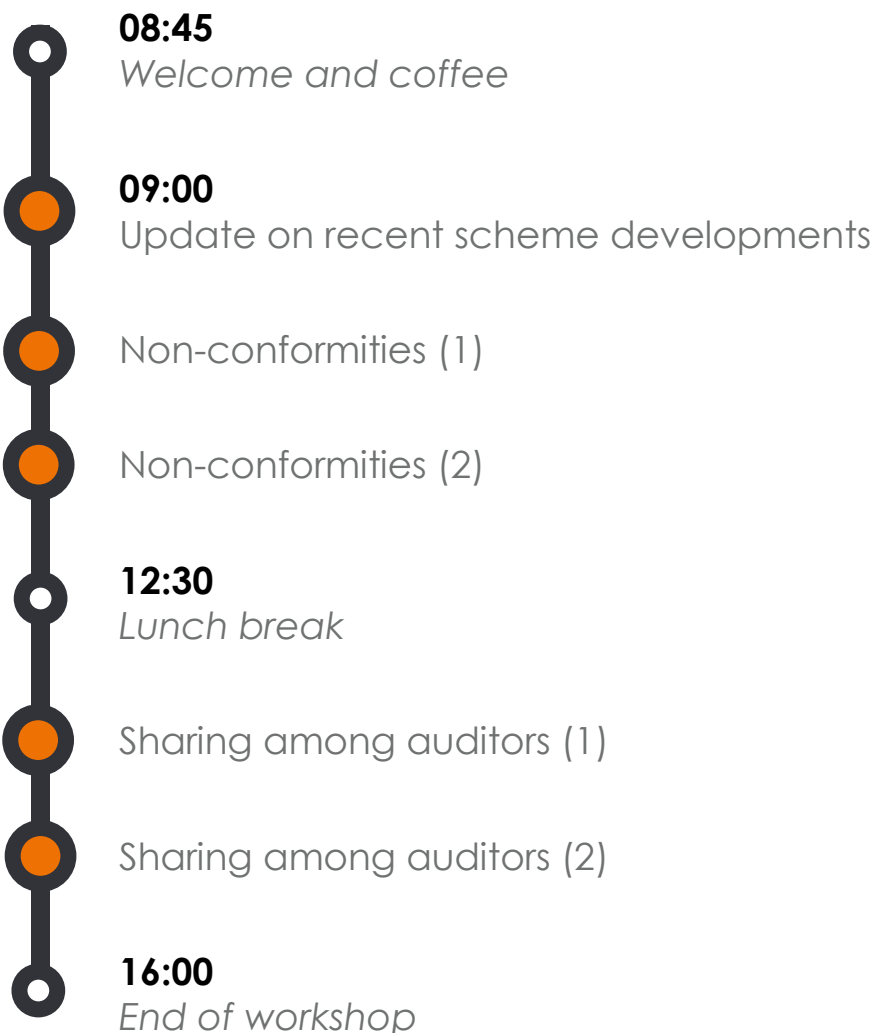 08:45
Welcome and coffee
09:00
Update on recent scheme developments
Non-conformities (1)
Non-conformities (2)
12:30
Lunch break
Sharing among auditors (1)
Sharing among auditors (2)
16:00
End of workshop